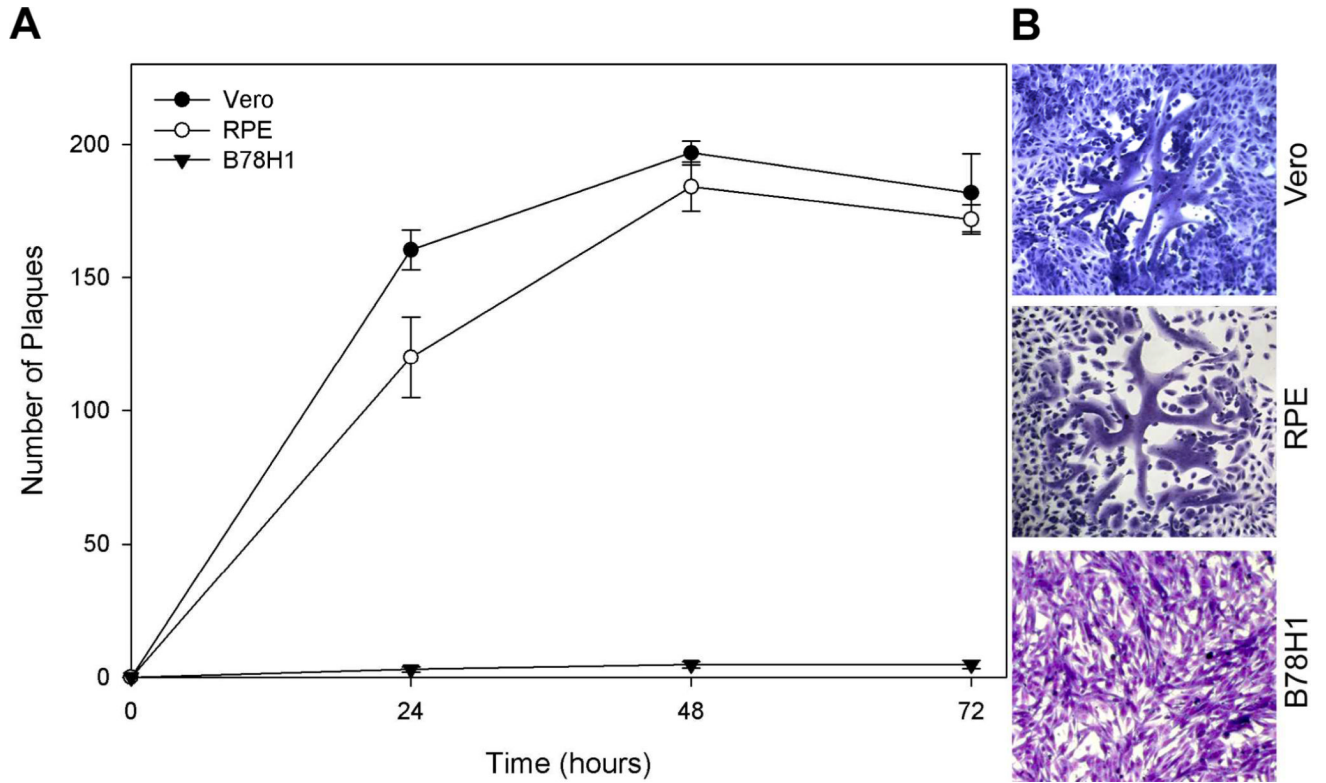 A
B
Vero
RPE
B78H1
200
150
100
50
0
Number of Plaques
0 24 48 72
Time (hours)
Vero
RPE
B78H1